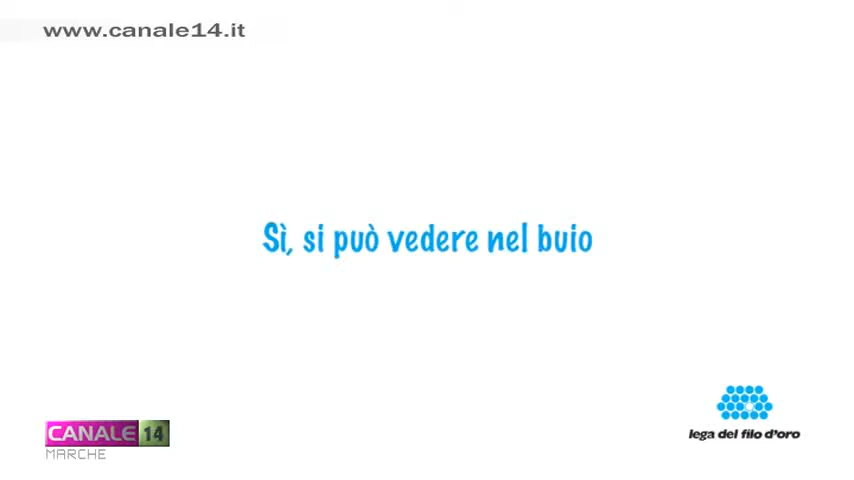 www.canale14.it
Sì, si può vedere nel buio
CANALE 14
MARCHE
lega del filo d'oro